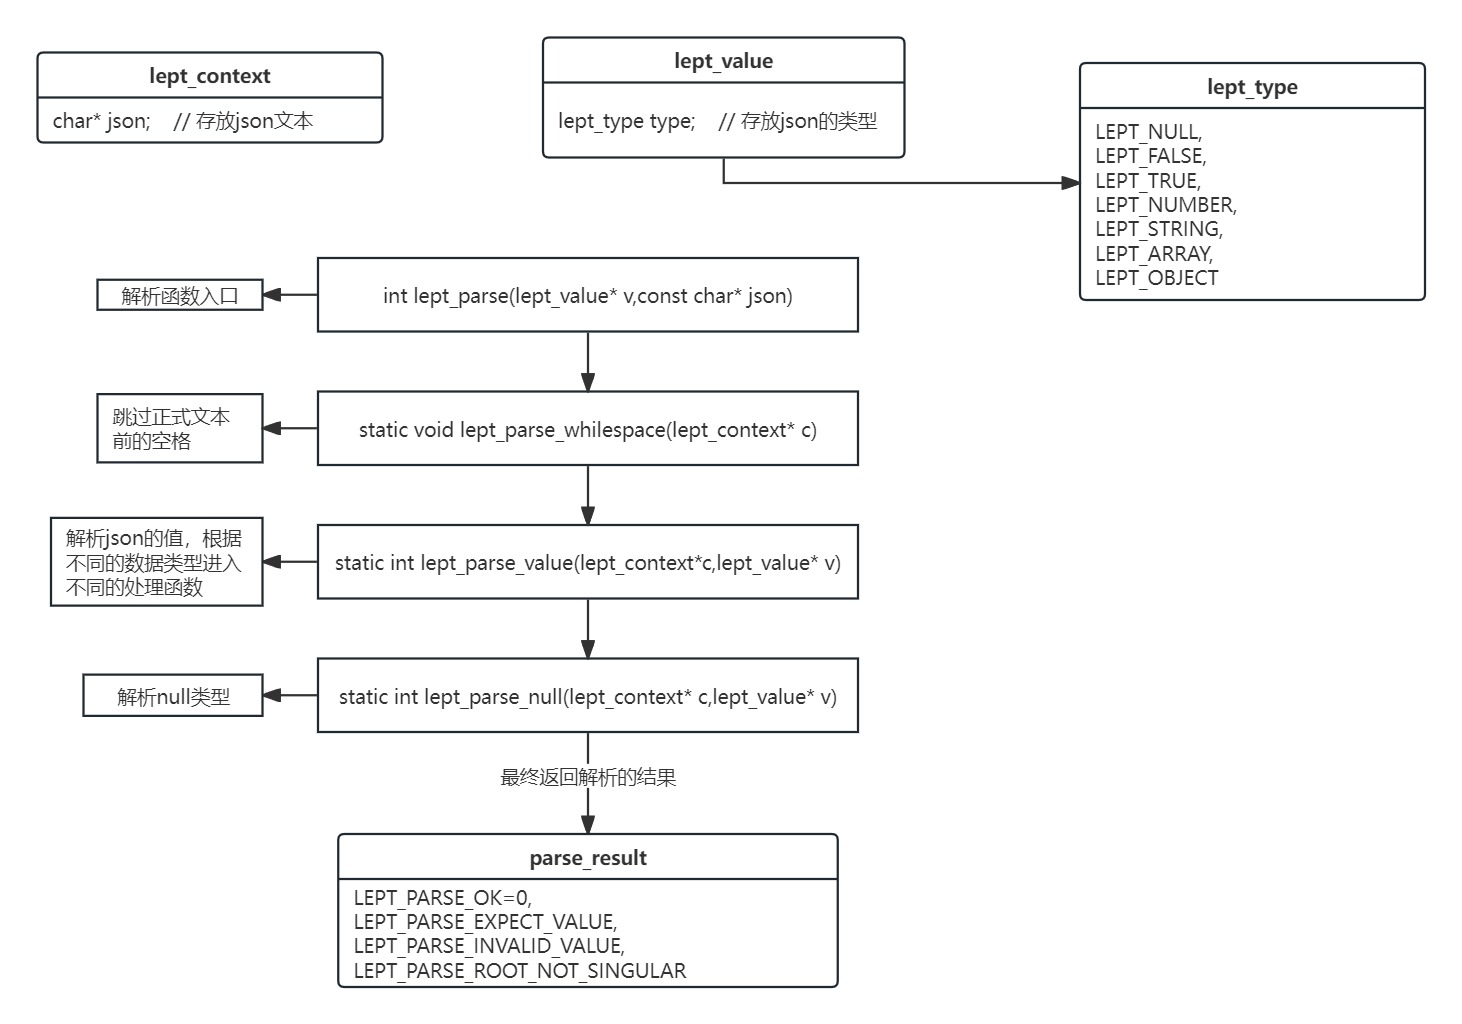 lept_context
char* json;    // 存放json文本
lept_value
lept_type type;    // 存放json的类型
lept_type
LEPT_NULL,
LEPT_FALSE,
LEPT_TRUE,
LEPT_NUMBER,
LEPT_STRING,
LEPT_ARRAY,
LEPT_OBJECT
解析函数入口
int lept_parse(lept_value* v,const char* json)
跳过正式文本
前的空格
static void lept_parse_whilespace(lept_context* c)
解析json的值，根据
不同的数据类型进入
不同的处理函数
static int lept_parse_value(lept_context*c,lept_value* v)
解析null类型
static int lept_parse_null(lept_context* c,lept_value* v)
最终返回解析的结果
parse_result
LEPT_PARSE_OK=0,
LEPT_PARSE_EXPECT_VALUE,
LEPT_PARSE_INVALID_VALUE,
LEPT_PARSE_ROOT_NOT_SINGULAR